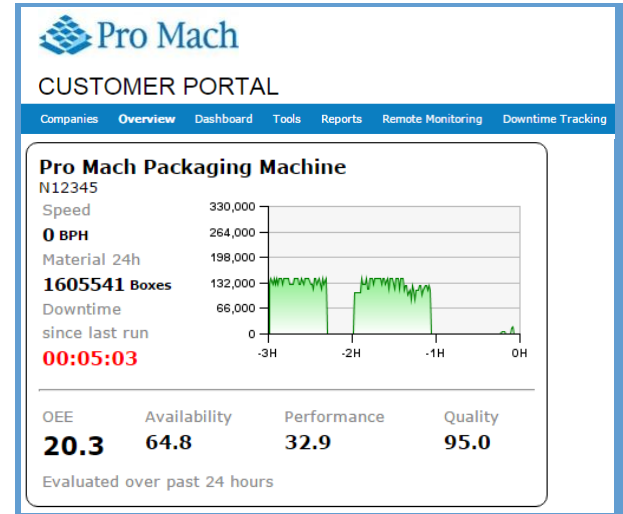 Pro Mach
CUSTOMER PORTAL
Companies Overview Dashboard Tools Reports Remote Monitoring Downtime Tracking
Pro Mach Packaging Machine
N12345
Speed
0 BPH
Material 24h
1605541 Boxes
Downtime
since last run
00:05:03
330,000
264,000
198,000
132,000
66,000
0
-3H -2H -1H 0H
OEE Availability Performance Quality
20.3 64.8 32.9 95.0
Evaluated over past 24 hours